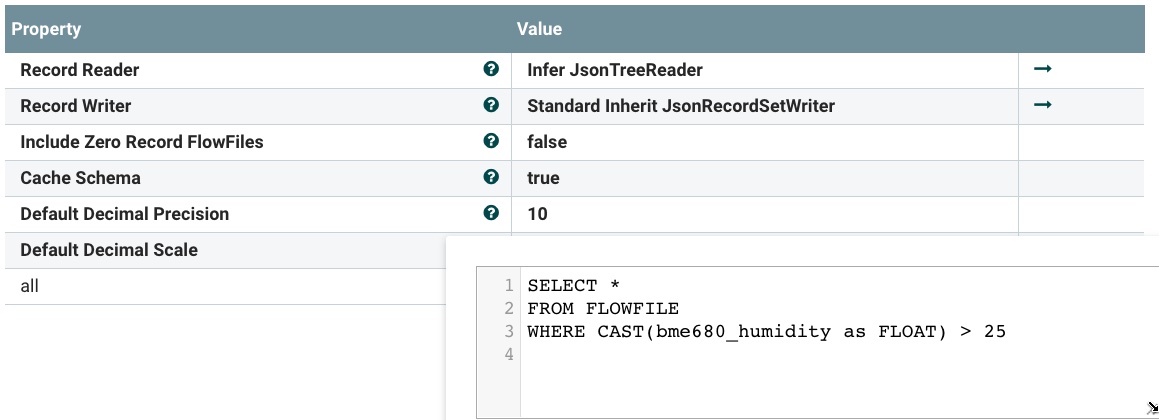 Property Value
Record Reader ? Infer JsonTreeReader
Record Writer ? Standard Inherit JsonRecordSetWriter
Include Zero Record FlowFiles ? false
Cache Schema ? true
Default Decimal Precision ? 10
Default Decimal Scale
all
1 SELECT *
2 FROM FLOWFILE
3 WHERE CAST(bme680_humidity as FLOAT) > 25
4